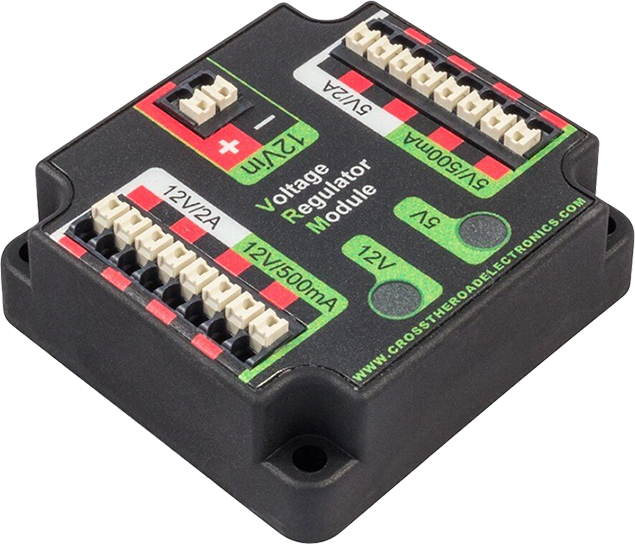 5V/2A
5V/500mA
+
−
12Vin
Voltage
Regulator
Module
12V/2A
12V/500mA
5V
12V
WWW.CROSSTHEROADELECTRONICS.COM